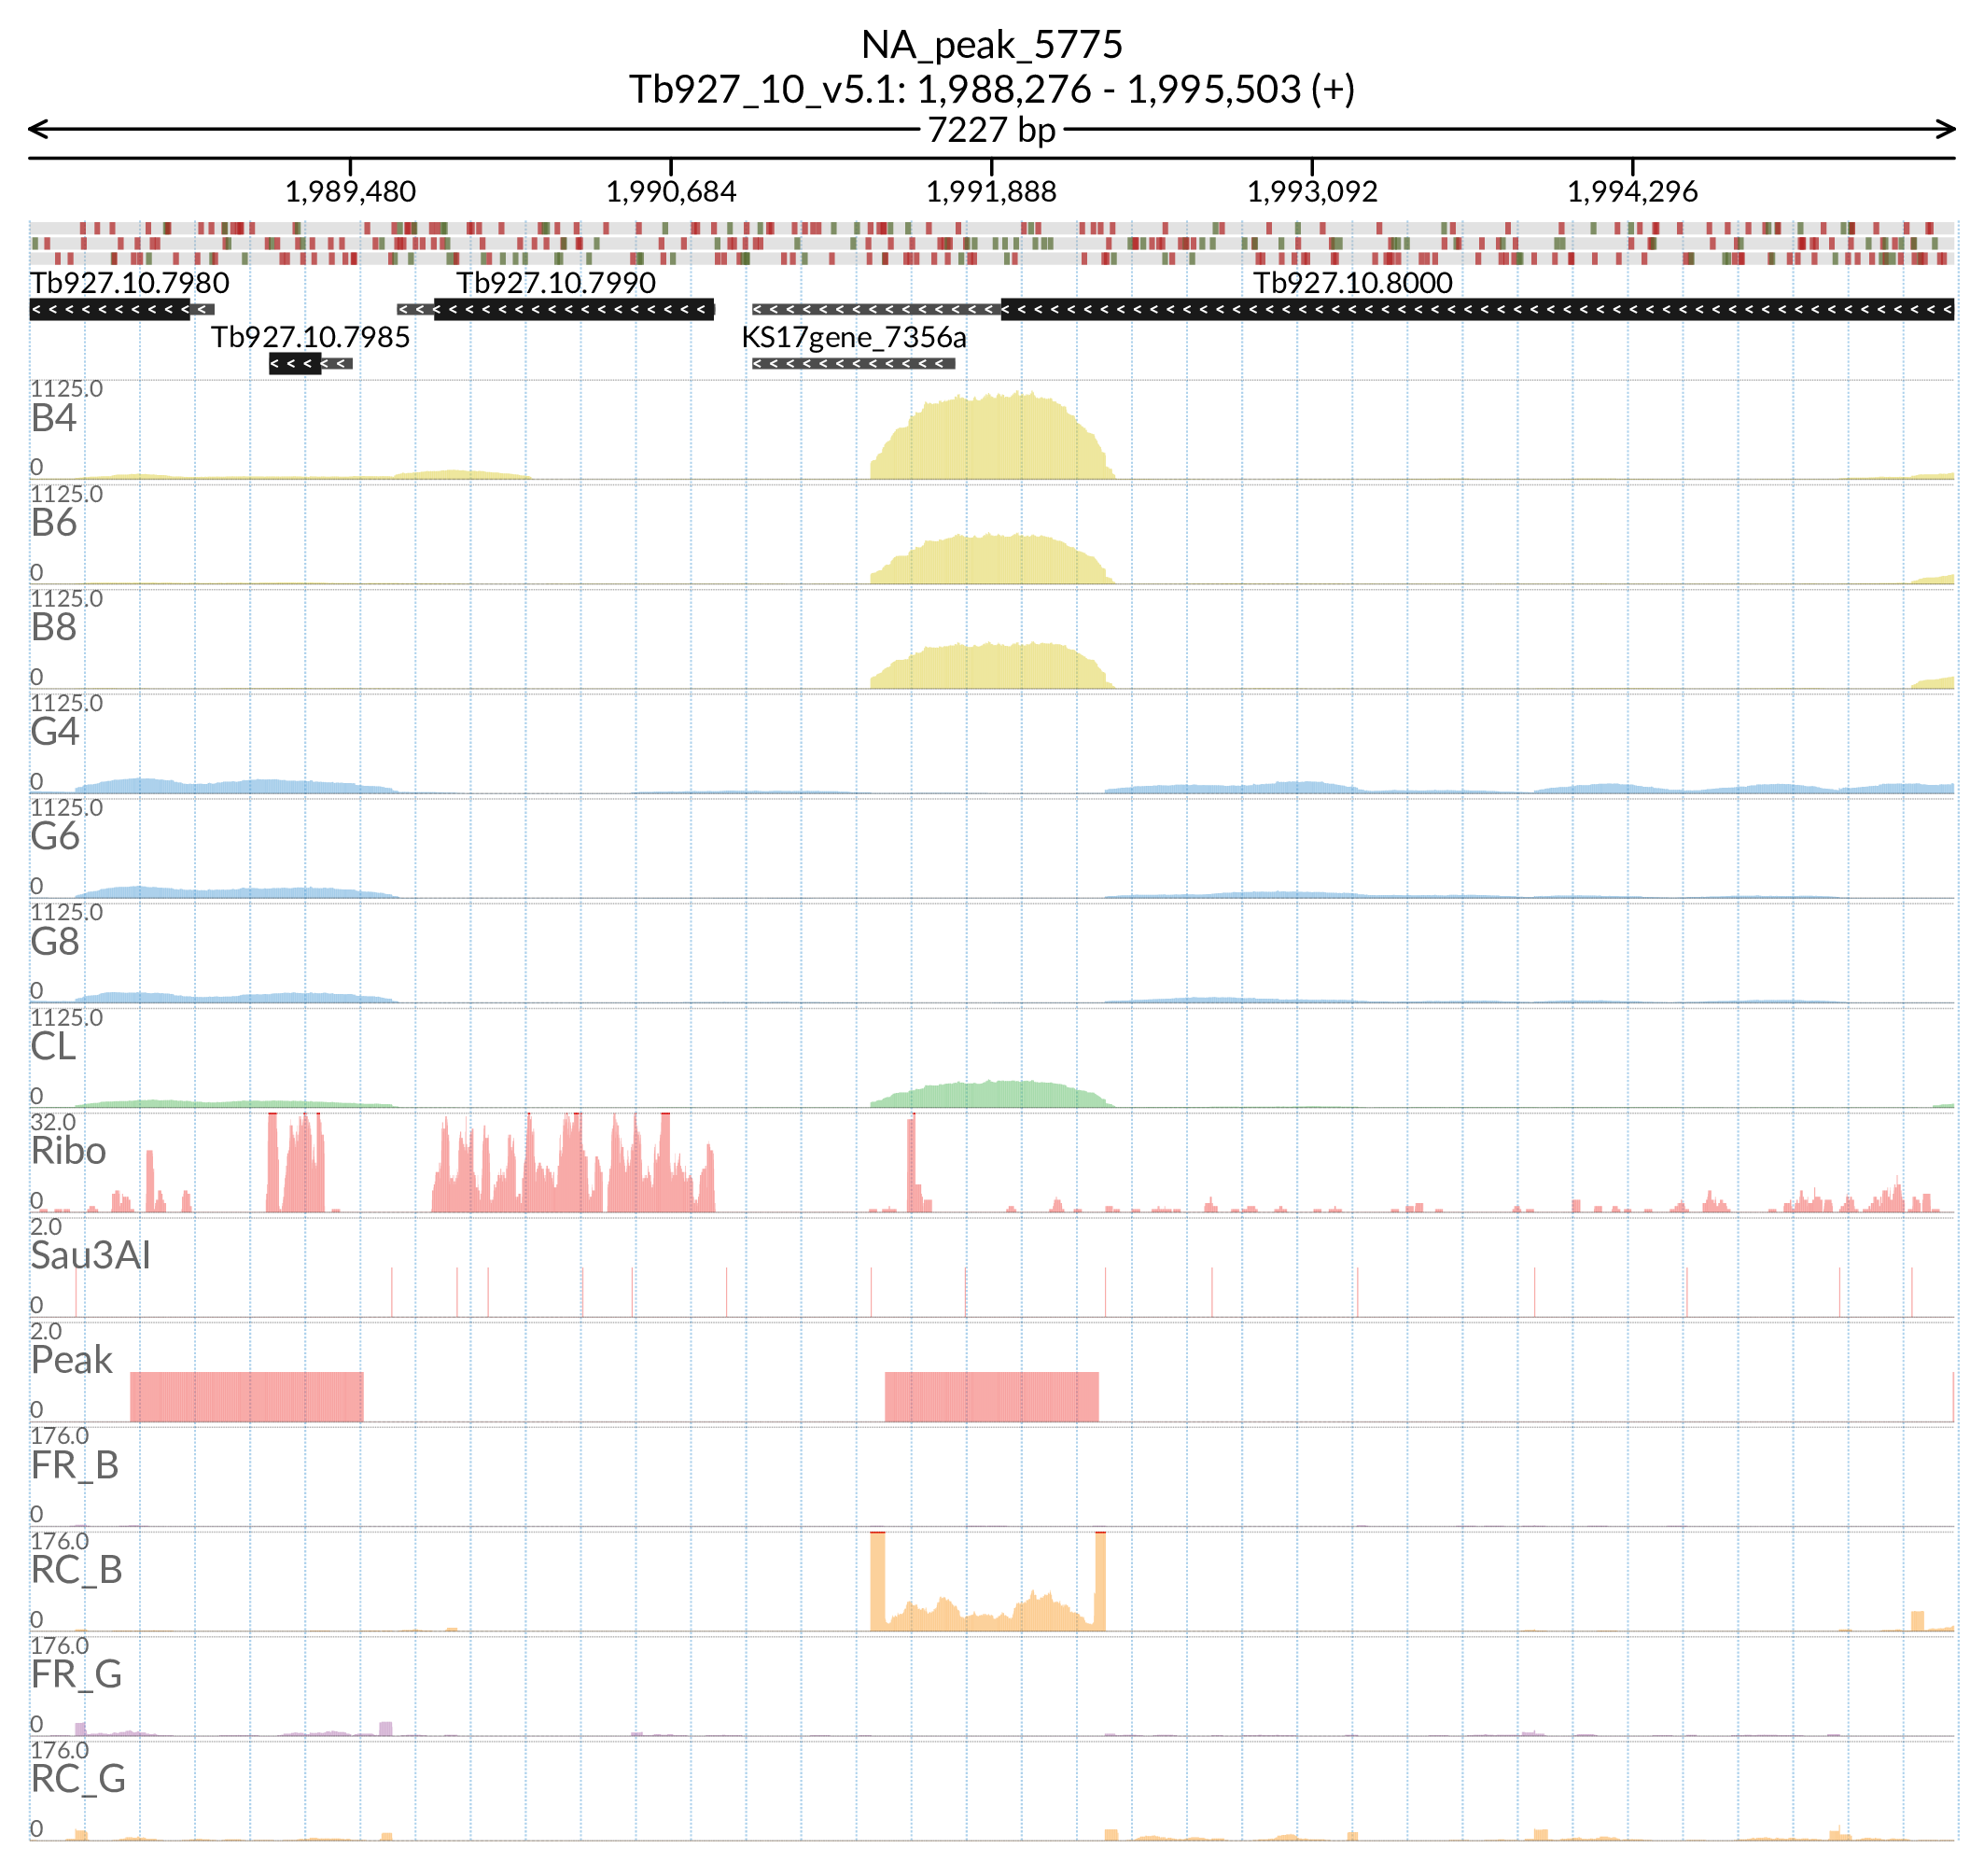 NA_peak_5775
Tb927_10_v5.1: 1,988,276 - 1,995,503 (+)
7227 bp
1,989,480 1,990,684 1,991,888 1,993,092 1,994,296
Tb927.10.7980 Tb927.10.7990 Tb927.10.8000
Tb927.10.7985 KS17gene_7356a
1125.0
B4
0
1125.0
B6
0
1125.0
B8
0
1125.0
G4
0
1125.0
G6
0
1125.0
G8
0
1125.0
CL
0
32.0
Ribo
0
2.0
Sau3AI
0
2.0
Peak
0
176.0
FR_B
0
176.0
RC_B
0
176.0
FR_G
0
176.0
RC_G
0